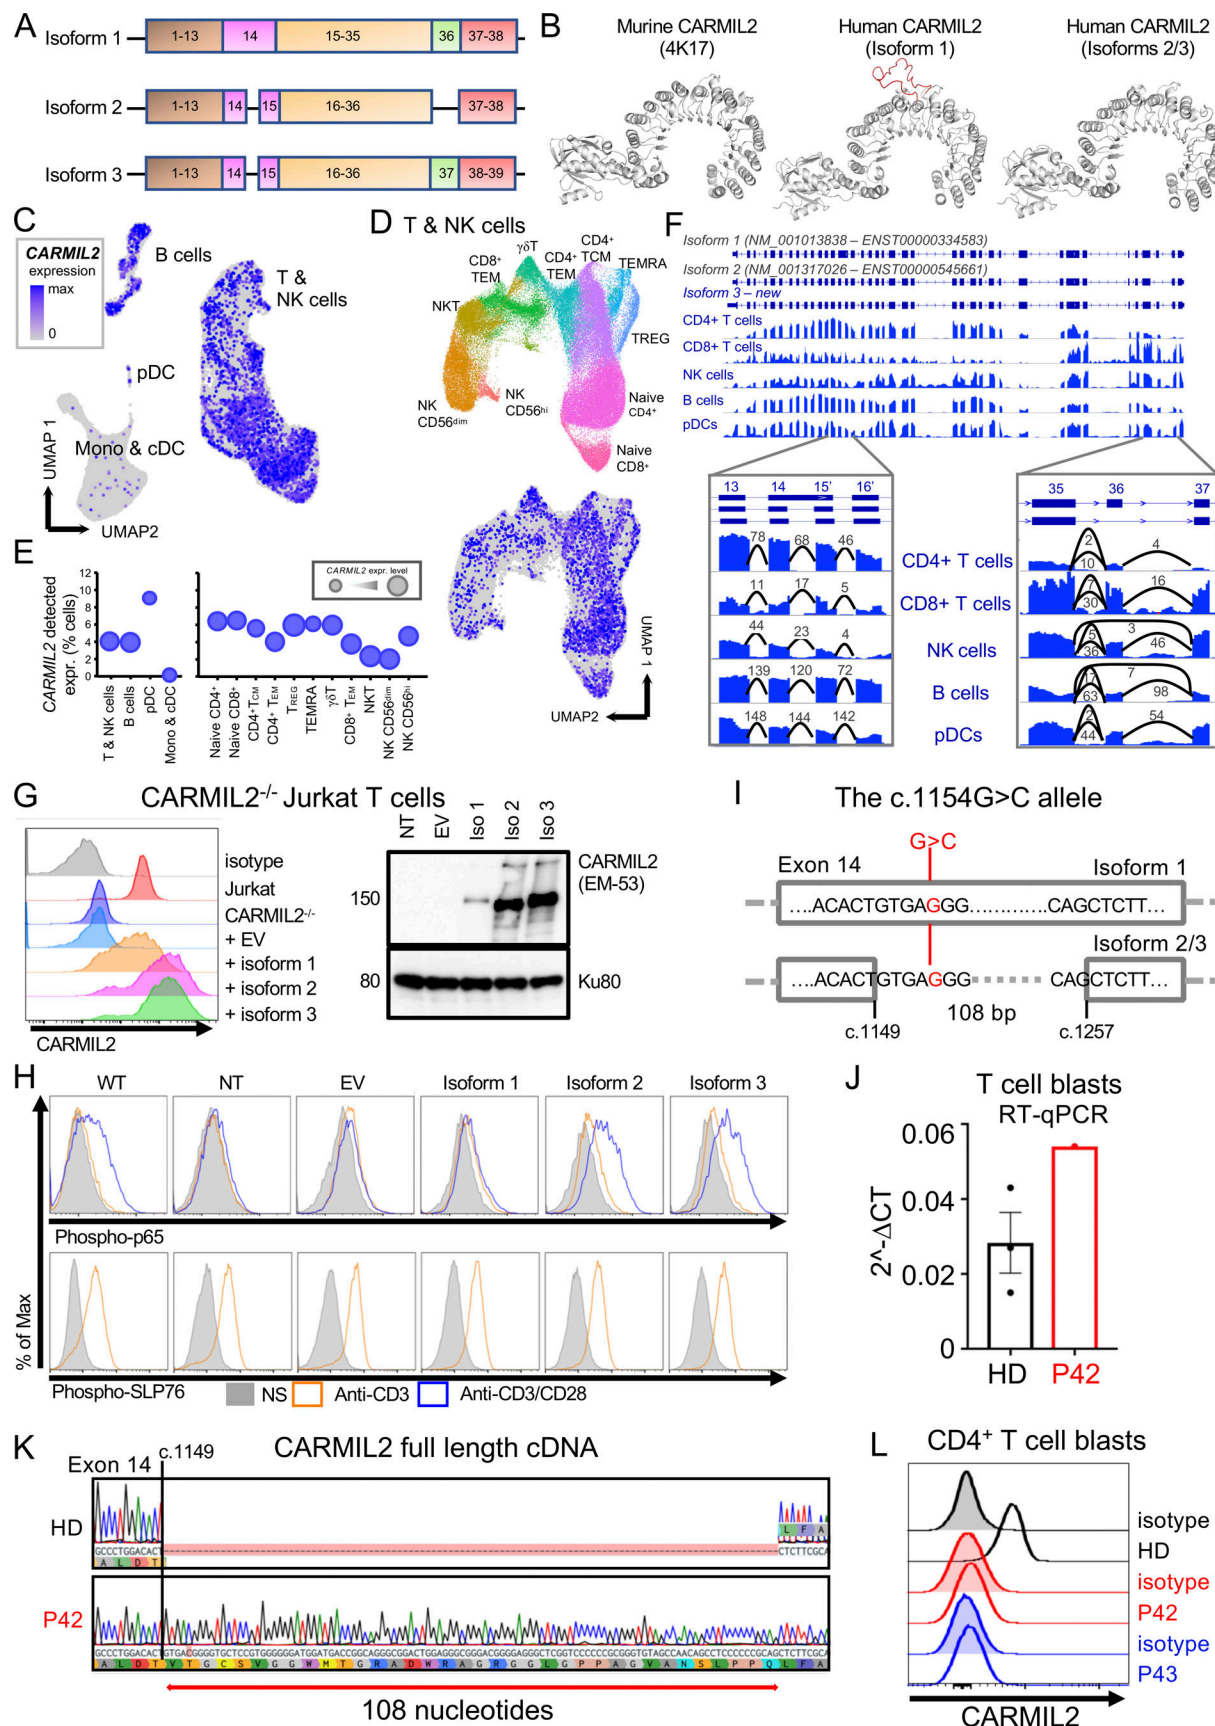 A
Isoform 1
1-13
14
15-35
36
37-38
Isoform 2
1-13
14
15
16-36
37-38
Isoform 3
1-13
14
15
16-36
37
38-39
B
Murine CARMIL2
(4K17)
Human CARMIL2
(Isoform 1)
Human CARMIL2
(Isoforms 2/3)
C
CARMIL2
expression
max
0
B cells
T &
NK cells
pDC
Mono & cDC
UMAP 1
UMAP2
D
T & NK cells
γδT
CD8⁺
TEM
CD4⁺
TEM
CD4⁺
TCM
TEMRA
NKT
TREG
NK
CD56dim
NK
CD56hi
Naive
CD4⁺
Naive
CD8⁺
UMAP 1
UMAP2
E
CARMIL2 detected
expr. (% cells)
12
10
8
6
4
2
0
T & NK cells
B cells
pDC
Mono & cDC
CARMIL2 expr. level
Naive CD4⁺
Naive CD8⁺
CD4⁺TCM
CD4⁺ TEM
TREG
TEMRA
γδT
CD8⁺ TEM
NKT
NK CD56dim
NK CD56hi
F
Isoform 1 (NM_001013838 – ENST00000334583)
Isoform 2 (NM_001317026 – ENST00000545661)
Isoform 3 – new
CD4+ T cells
CD8+ T cells
NK cells
B cells
pDCs
13 14 15' 16'
78 68 46
11 17 5
44 23 4
139 120 72
148 144 142
CD4+ T cells
CD8+ T cells
NK cells
B cells
pDCs
35 36 37
2 10 4
7 30 16
5 36 3 46
17 63 7 98
2 44 54
G
CARMIL2-/- Jurkat T cells
isotype
Jurkat
CARMIL2-/-
+ EV
+ isoform 1
+ isoform 2
+ isoform 3
CARMIL2
NT
EV
Iso 1
Iso 2
Iso 3
150
80
CARMIL2
(EM-53)
Ku80
H
WT NT EV Isoform 1 Isoform 2 Isoform 3
Phospho-p65
% of Max
Phospho-SLP76
NS Anti-CD3 Anti-CD3/CD28
I
The c.1154G>C allele
G>C
Exon 14
Isoform 1
....ACACTGTGAGGG.............CAGCTCTT...
Isoform 2/3
....ACACTGTGAGGG CAGCTCTT...
108 bp
c.1149
c.1257
J
T cell blasts
RT-qPCR
2^-ΔCT
0.06
0.04
0.02
0
HD
P42
K
CARMIL2 full length cDNA
Exon 14
c.1149
HD
L F A
GCCCTGGACACT
CTCTTCGCA
A L D T
P42
GCCCTGGACACTGTGACGGGGTGCTCCGTGGGGGGATGGATGACCGGCAGGGCGGACTGGAGGGCGGACGGGGAGGGCTCGGTCCCCCCCGCGGGTGTAGCCAACAGCCTCCCCCCGCAGCTCTTCGCA
108 nucleotides
L
CD4⁺ T cell blasts
isotype
HD
isotype
P42
isotype
P43
CARMIL2